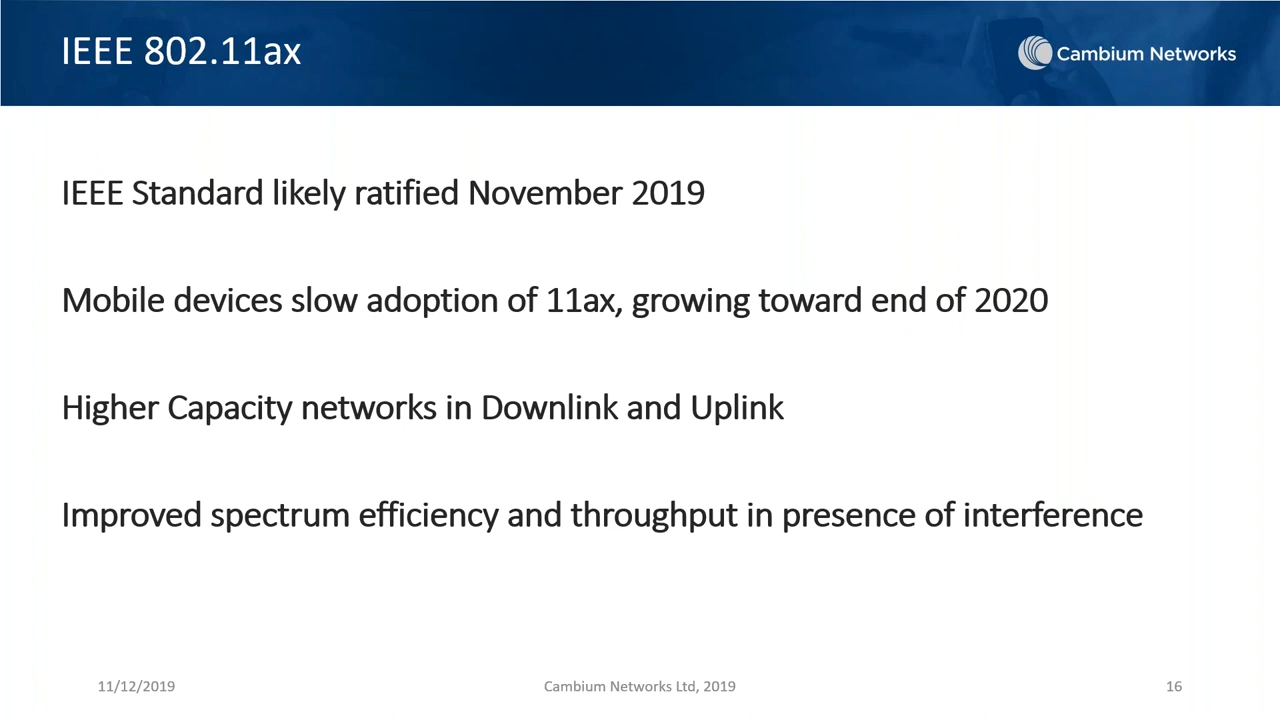 IEEE 802.11ax
Cambium Networks
IEEE Standard likely ratified November 2019
Mobile devices slow adoption of 11ax, growing toward end of 2020
Higher Capacity networks in Downlink and Uplink
Improved spectrum efficiency and throughput in presence of interference
11/12/2019
Cambium Networks Ltd, 2019
16